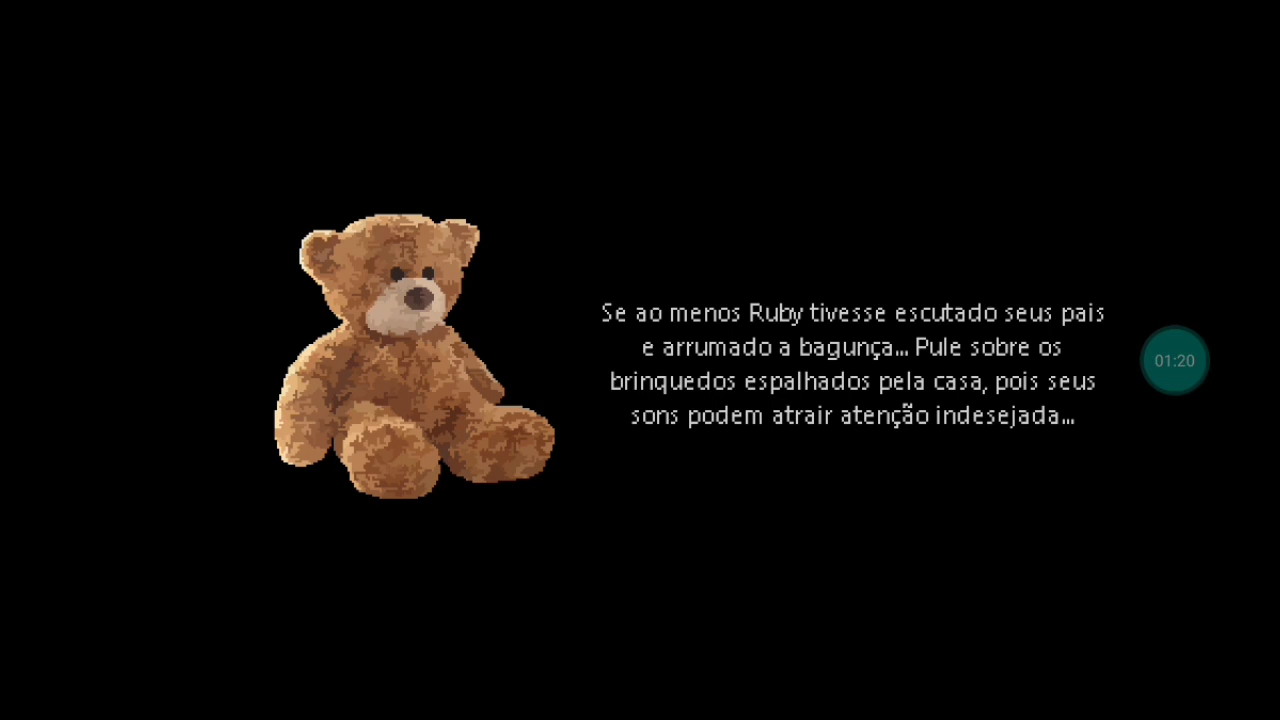 Se ao menos Ruby tivesse escutado seus pais
e arrumado a bagunça... Pule sobre os
brinquedos espalhados pela casa, pois seus
sons podem atrair atenção indesejada...
01:20